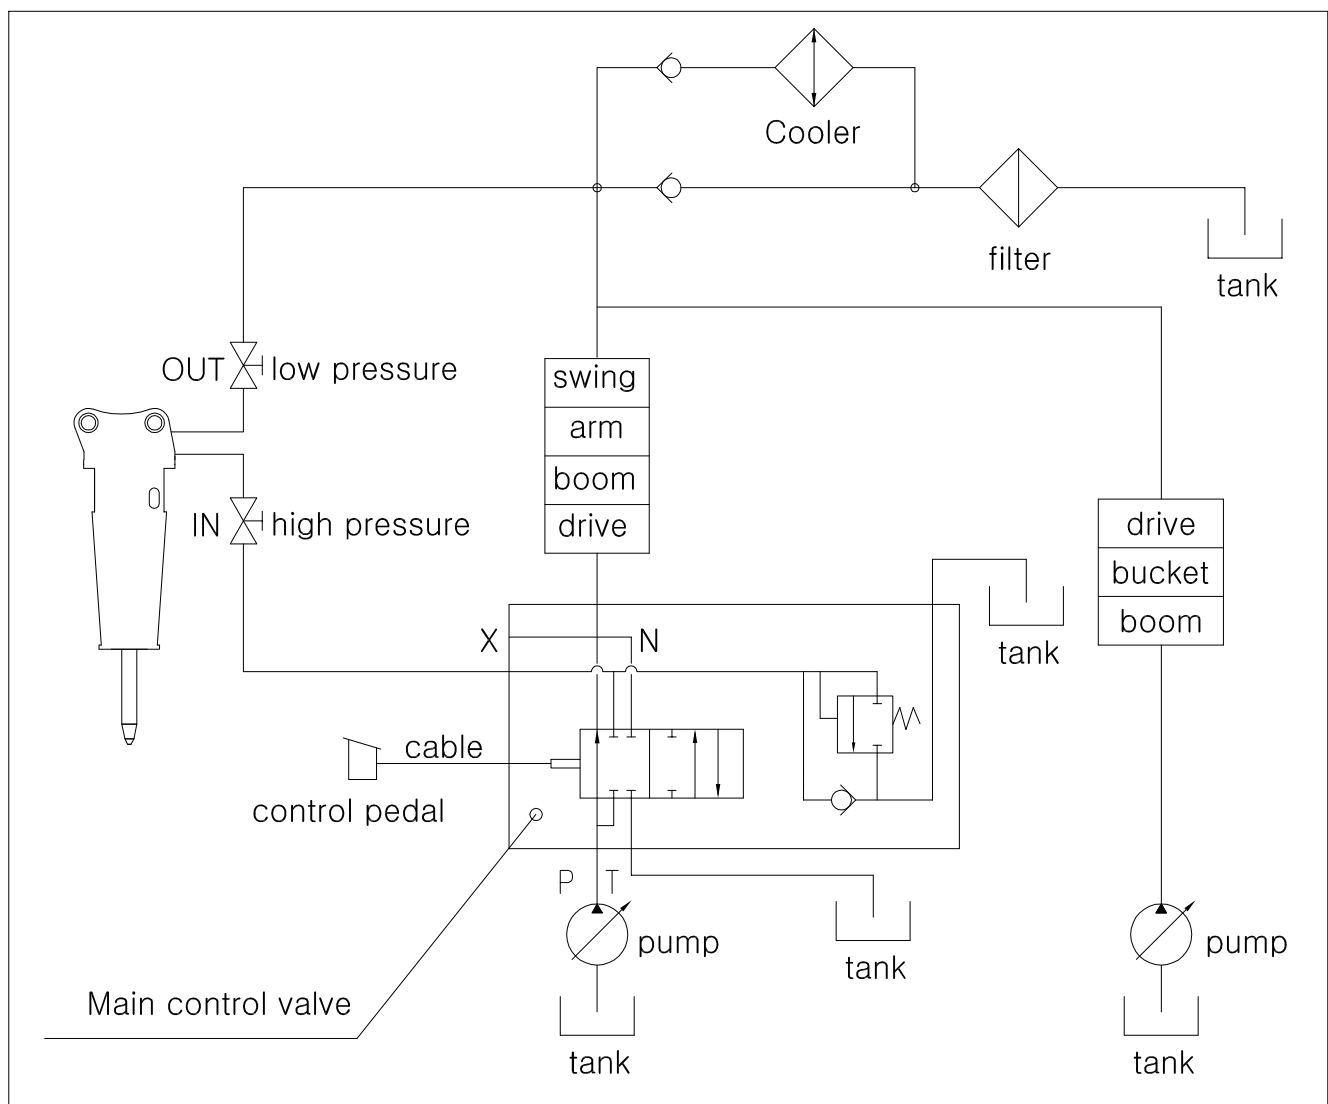 Cooler
filter
tank
OUT
low pressure
swing
arm
boom
drive
IN
high pressure
drive
bucket
boom
X
N
tank
cable
control pedal
P
T
pump
tank
pump
Main control valve
tank
tank